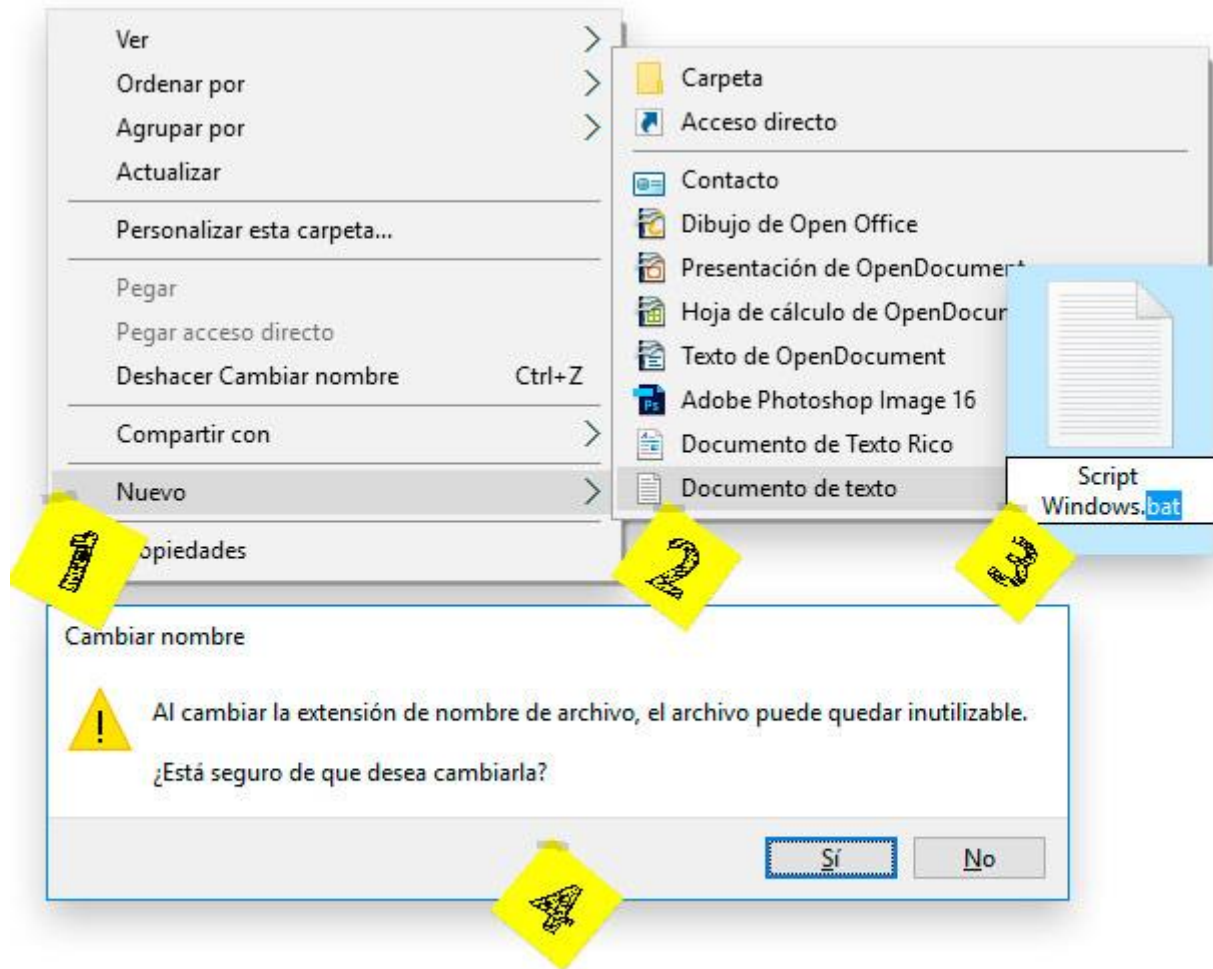 Ver
Ordenar por
Agrupar por
Actualizar
Personalizar esta carpeta...
Pegar
Pegar acceso directo
Deshacer Cambiar nombre Ctrl+Z
Compartir con
Nuevo
opiedades
1
Carpeta
Acceso directo
Contacto
Dibujo de Open Office
Presentación de OpenDocument
Hoja de cálculo de OpenDocur
Texto de OpenDocument
Adobe Photoshop Image 16
Documento de Texto Rico
Documento de texto
2
Script
Windows.bat
3
Cambiar nombre
Al cambiar la extensión de nombre de archivo, el archivo puede quedar inutilizable.
¿Está seguro de que desea cambiarla?
Sí No
4